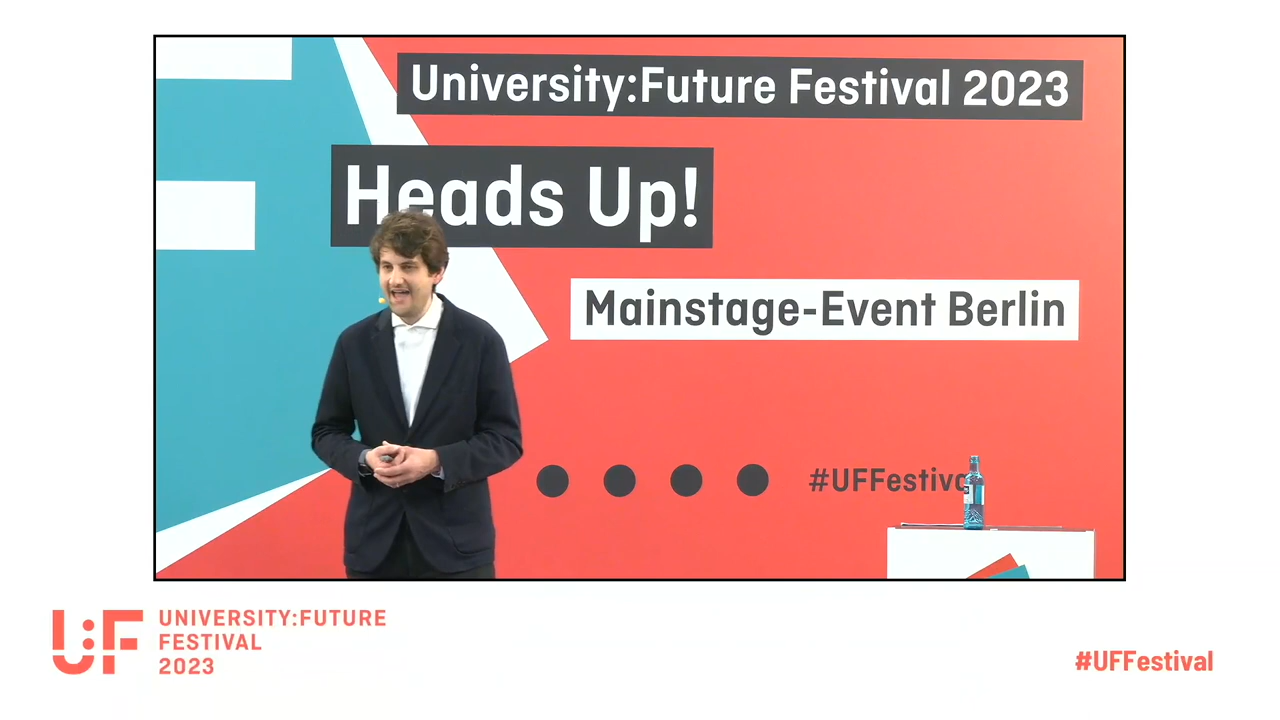 University:Future Festival 2023
Heads Up!
Mainstage-Event Berlin
#UFFestiva
U:F
UNIVERSITY:FUTURE
FESTIVAL
2023
#UFFestival